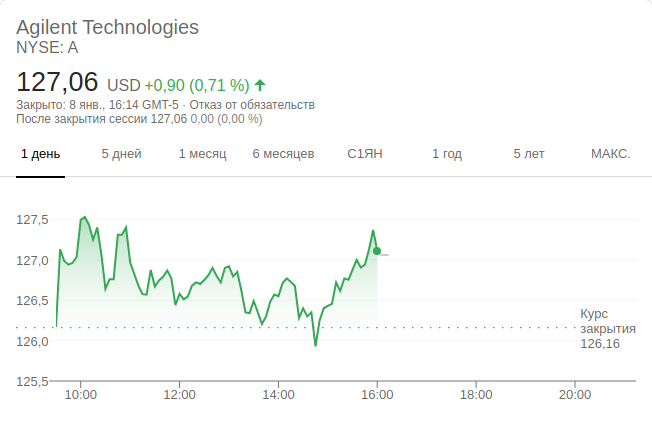 Agilent Technologies
NYSE: A
127,06 USD +0,90 (0,71 %)
Закрыто: 8 янв., 16:14 GMT-5 · Отказ от обязательств
После закрытия сессии 127,06 0,00 (0,00 %)
1 день 5 дней 1 месяц 6 месяцев С1ЯН 1 год 5 лет МАКС.
127,5
127,0
126,5
126,0
125,5
Курс
закрытия
126,16
10:00 12:00 14:00 16:00 18:00 20:00